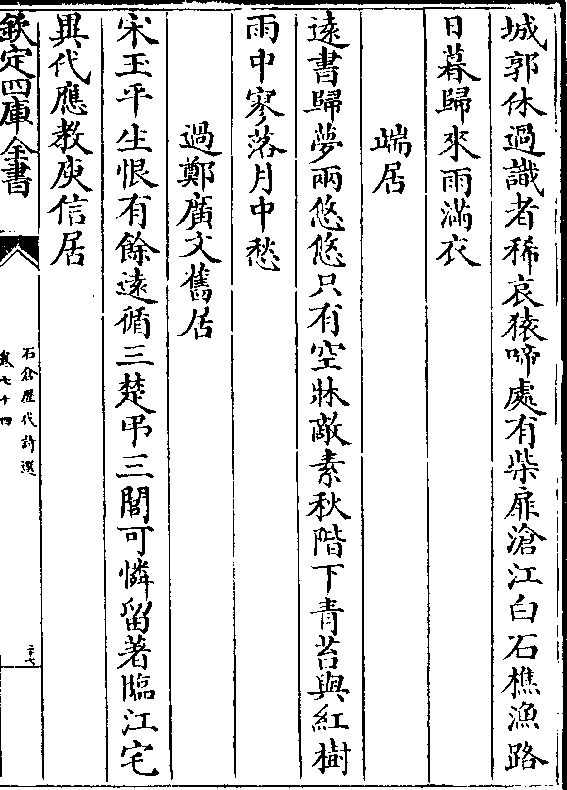 城郭休過識者稀哀猿啼處有柴扉滄江白石樵漁路
日暮歸來雨滿衣
端居
遠書歸夢兩悠悠只有空牀敵素秋階下青苔與紅樹
雨中寥落月中愁
過鄭廣文舊居
宋玉平生恨有餘遠循三楚弔三閭可憐留著臨江宅
異代應教庾信居
欽定四庫全書
石倉歷代詩選
卷七十四
二十七